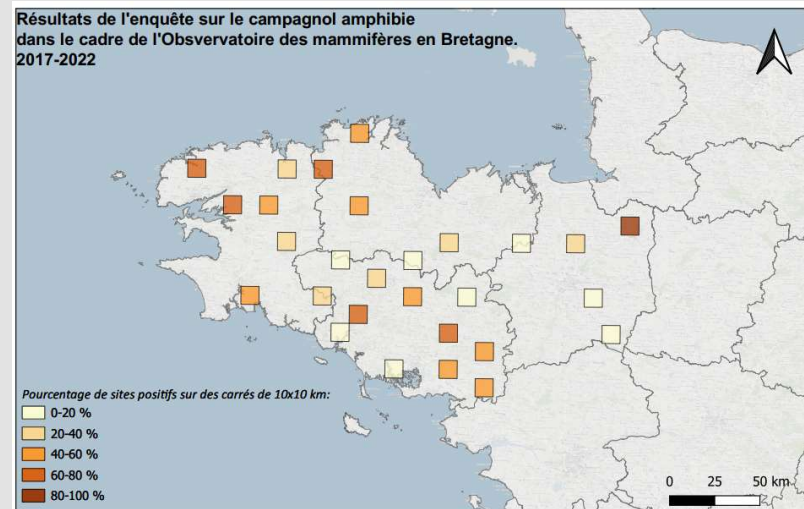 Résultats de l'enquête sur le campagnol amphibie
dans le cadre de l'Obsvervatoire des mammifères en Bretagne.
2017-2022
Pourcentage de sites positifs sur des carrés de 10x10 km:
0-20 %
20-40 %
40-60 %
60-80 %
80-100 %
0 25 50 km